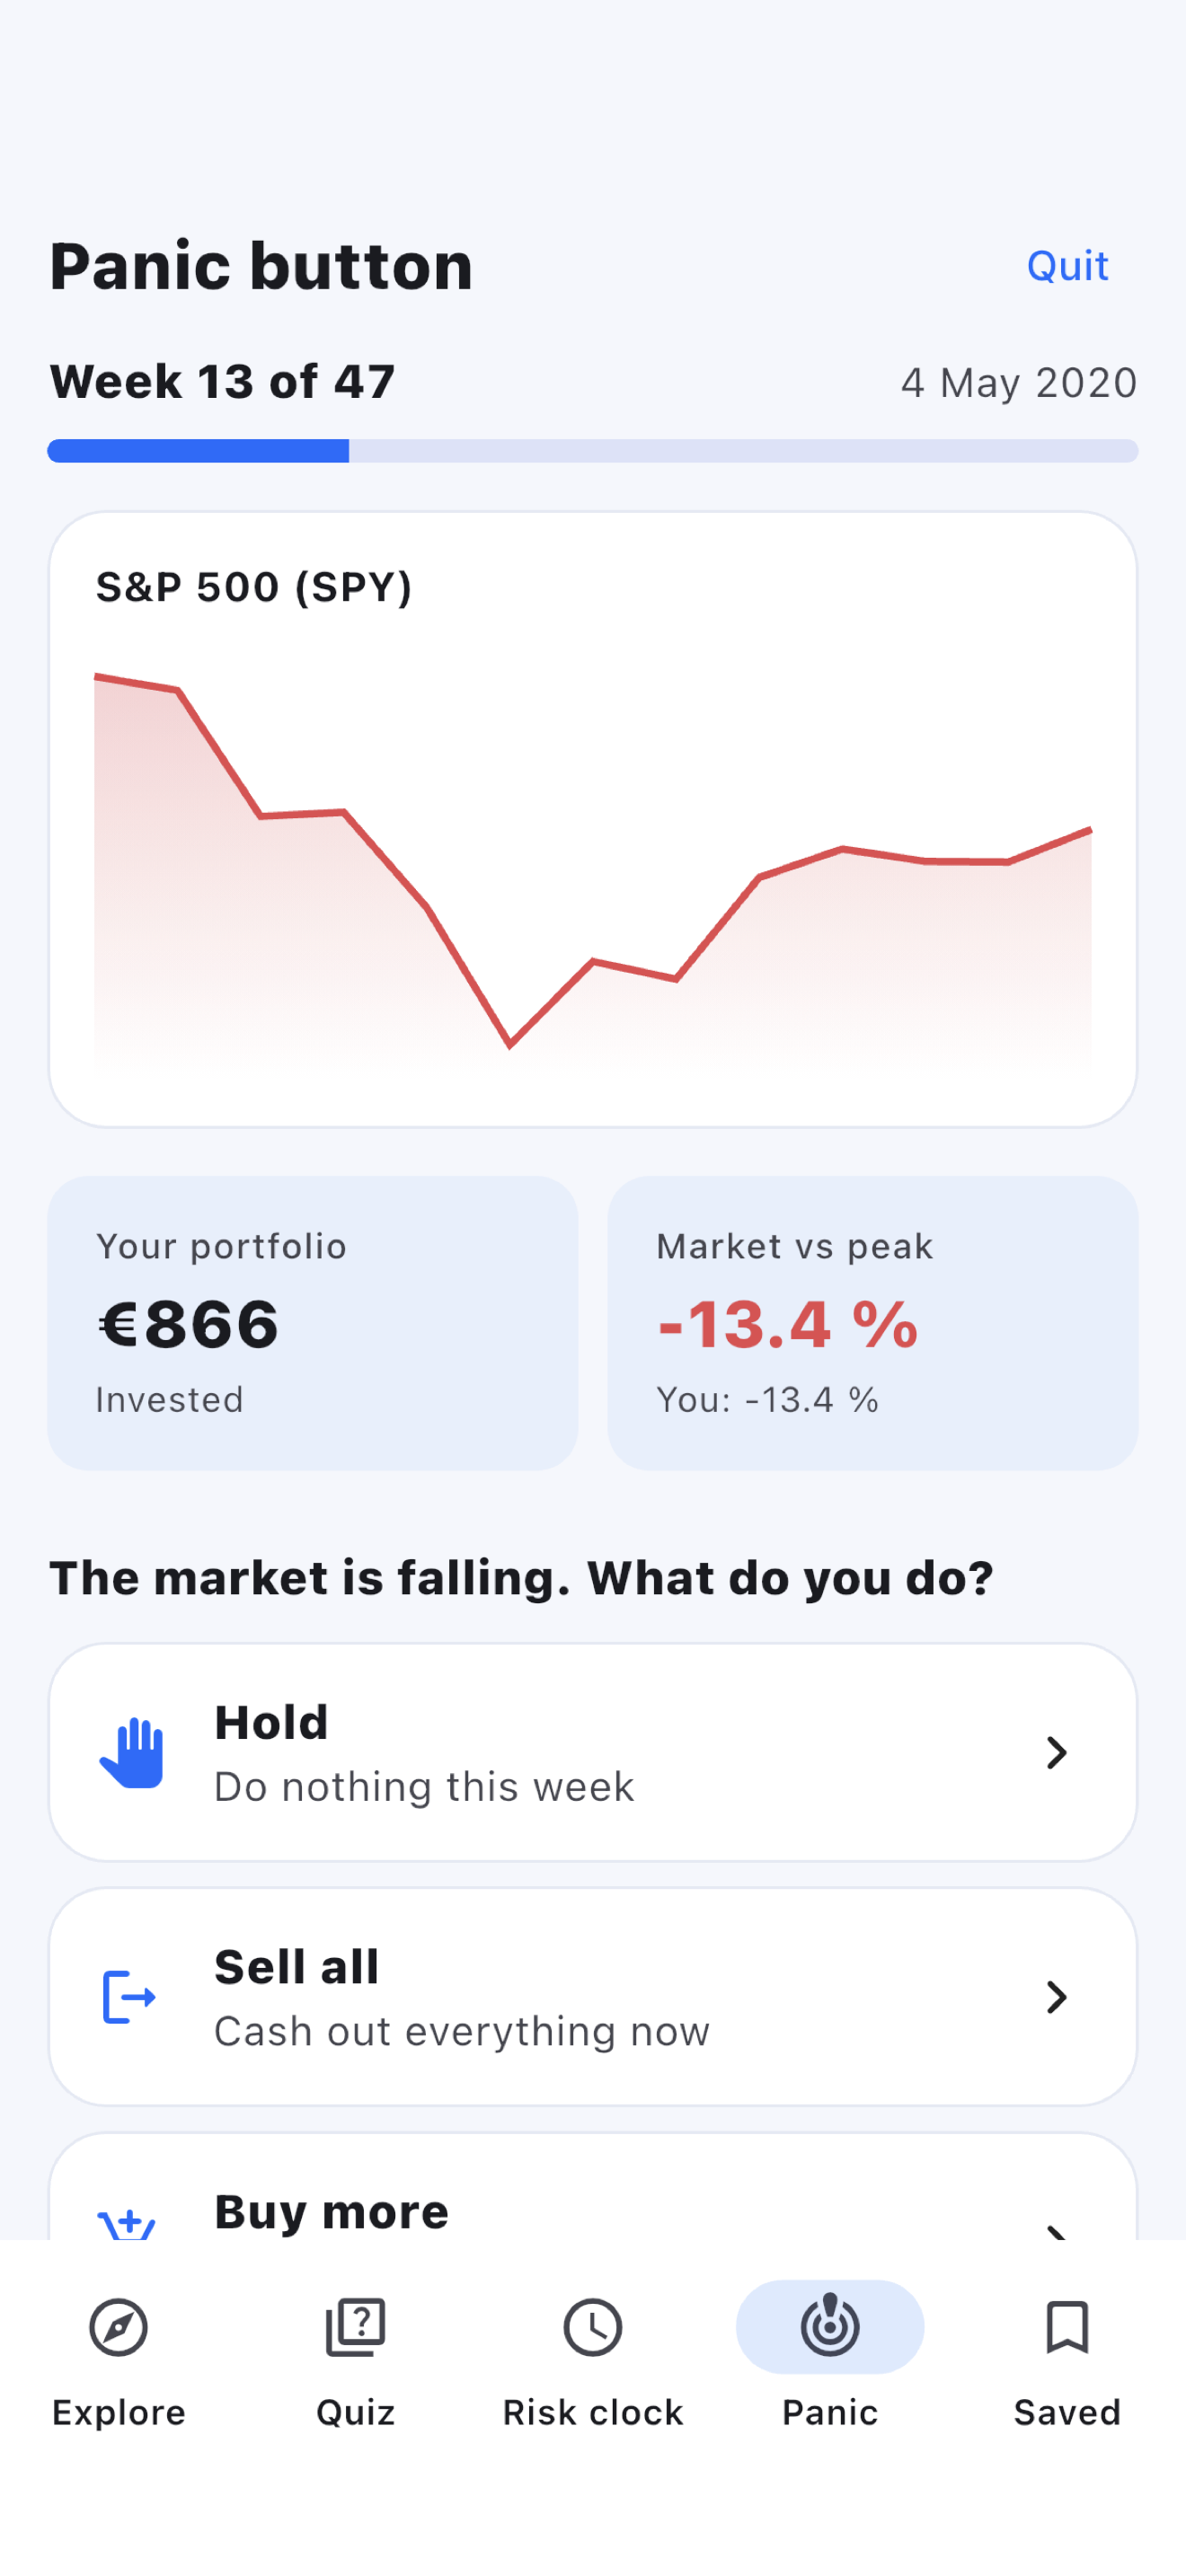 Panic button
Quit
Week 13 of 47
4 May 2020
S&P 500 (SPY)
Your portfolio
€866
Invested
Market vs peak
-13.4 %
You: -13.4 %
The market is falling. What do you do?
Hold
Do nothing this week
Sell all
Cash out everything now
Buy more
Explore
Quiz
Risk clock
Panic
Saved